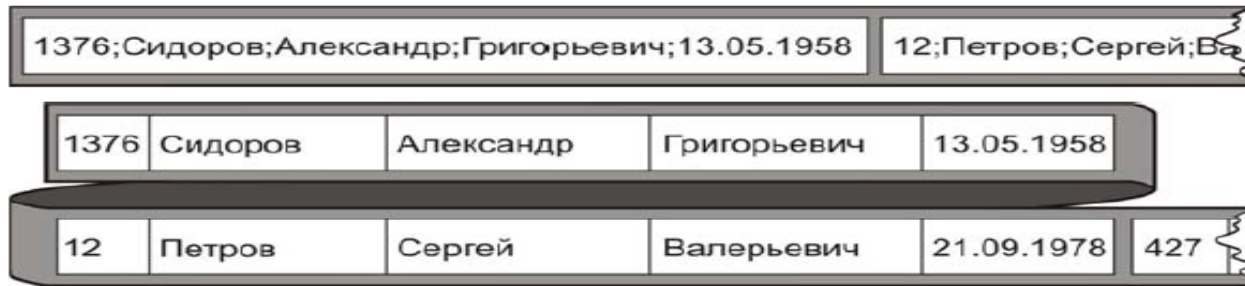 1376;Сидоров;Александр;Григорьевич;13.05.1958 12;Петров;Сергей;Ва
1376 Сидоров Александр Григорьевич 13.05.1958
12 Петров Сергей Валерьевич 21.09.1978 427